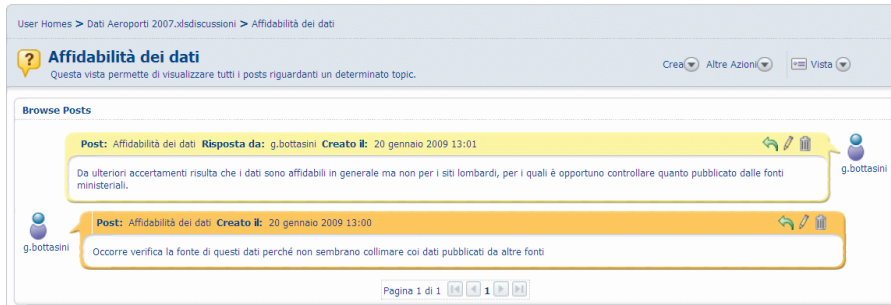 User Homes > Dati Aeroporti 2007.xlsdiscussioni > Affidabilità dei dati
Affidabilità dei dati
Questa vista permette di visualizzare tutti i posts riguardanti un determinato topic.
Crea Altre Azioni Vista
Browse Posts
Post: Affidabilità dei dati Risposta da: g.bottasini Creato il: 20 gennaio 2009 13:01
g.bottasini
Da ulteriori accertamenti risulta che i dati sono affidabili in generale ma non per i siti lombardi, per i quali è opportuno controllare quanto pubblicato dalle fonti
ministeriali.
Post: Affidabilità dei dati Creato il: 20 gennaio 2009 13:00
g.bottasini
Occorre verifica la fonte di questi dati perché non sembrano collimare coi dati pubblicati da altre fonti
Pagina 1 di 1 1